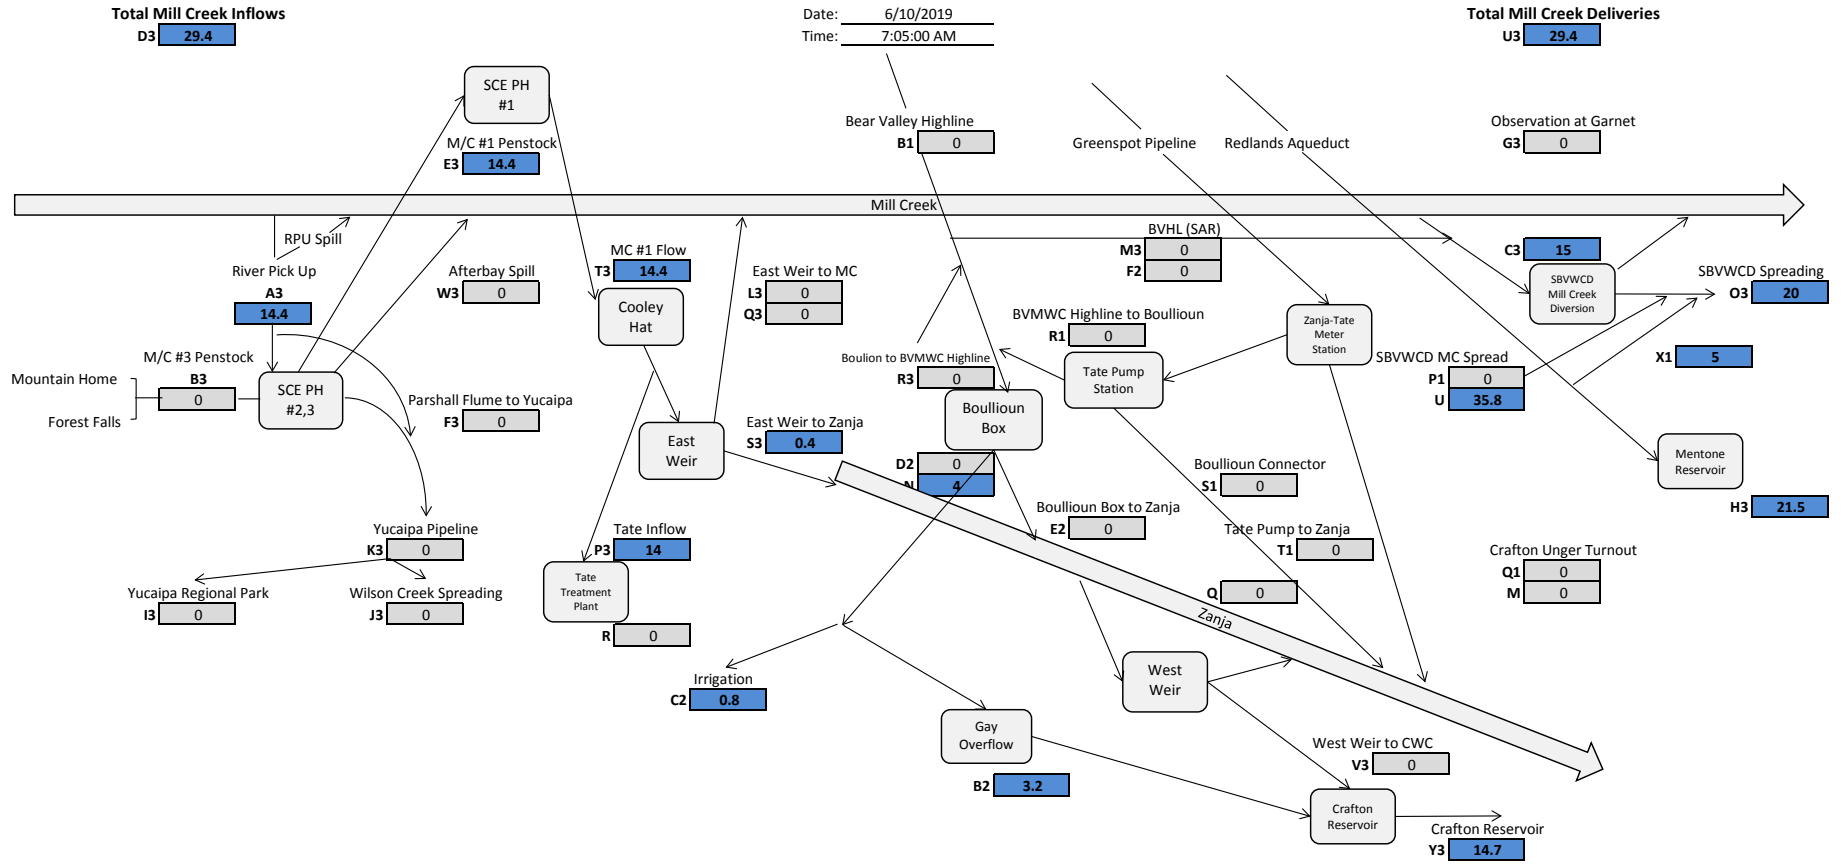 Total Mill Creek Inflows
D3 29.4
Date: 6/10/2019
Time: 7:05:00 AM
Total Mill Creek Deliveries
U3 29.4
SCE PH
#1
M/C #1 Penstock
E3 14.4
Bear Valley Highline
B1 0
Greenspot Pipeline
Redlands Aqueduct
Observation at Garnet
G3 0
Mill Creek
RPU Spill
River Pick Up
A3
14.4
Afterbay Spill
W3 0
MC #1 Flow
T3 14.4
Cooley
Hat
East Weir to MC
L3 0
Q3 0
BVHL (SAR)
M3 0
F2 0
C3 15
SBVWCD
Mill Creek
Diversion
SBVWCD Spreading
O3 20
BVMWC Highline to Boullioun
R1 0
Zanja-Tate
Meter
Station
M/C #3 Penstock
B3
0
Mountain Home
Forest Falls
SCE PH
#2,3
Parshall Flume to Yucaipa
F3 0
Boulion to BVMWC Highline
R3 0
Tate Pump
Station
SBVWCD MC Spread
P1 0
U 35.8
X1 5
Boullioun
Box
East
Weir
East Weir to Zanja
S3 0.4
D2 0
N 4
Boullioun Connector
S1 0
Mentone
Reservoir
H3 21.5
Yucaipa Pipeline
K3 0
Tate Inflow
P3 14
Boullioun Box to Zanja
E2 0
Tate Pump to Zanja
T1 0
Crafton Unger Turnout
Q1 0
M 0
Yucaipa Regional Park
I3 0
Wilson Creek Spreading
J3 0
Tate
Treatment
Plant
R 0
Q 0
Zanja
Irrigation
C2 0.8
West
Weir
Gay
Overflow
B2 3.2
West Weir to CWC
V3 0
Crafton
Reservoir
Crafton Reservoir
Y3 14.7